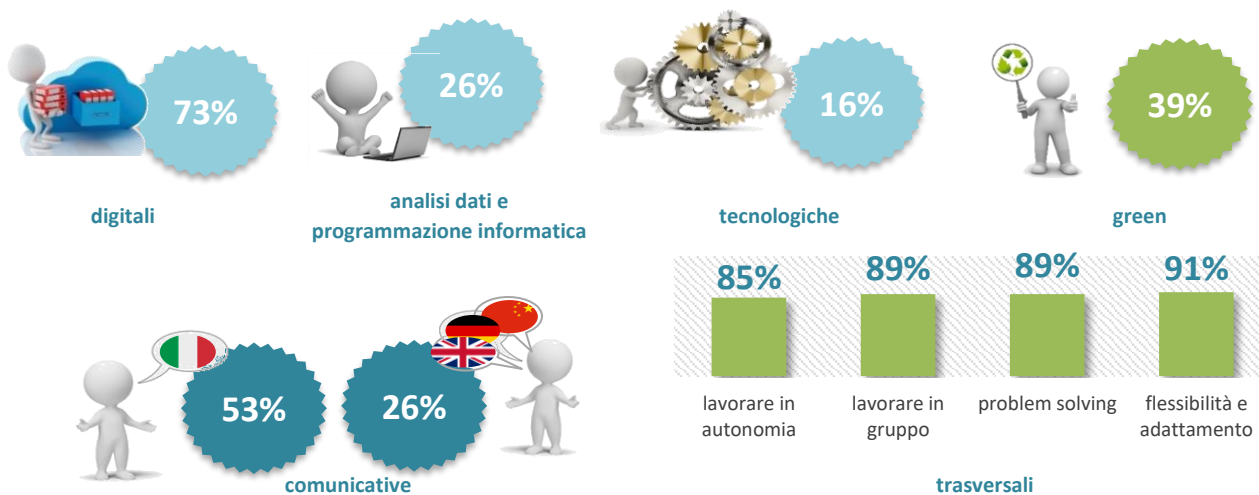 73%
26%
16%
39%
digitali
analisi dati e
programmazione informatica
tecnologiche
green
85%
89%
89%
91%
lavorare in
autonomia
lavorare in
gruppo
problem solving
flessibilità e
adattamento
53%
26%
comunicative
trasversali